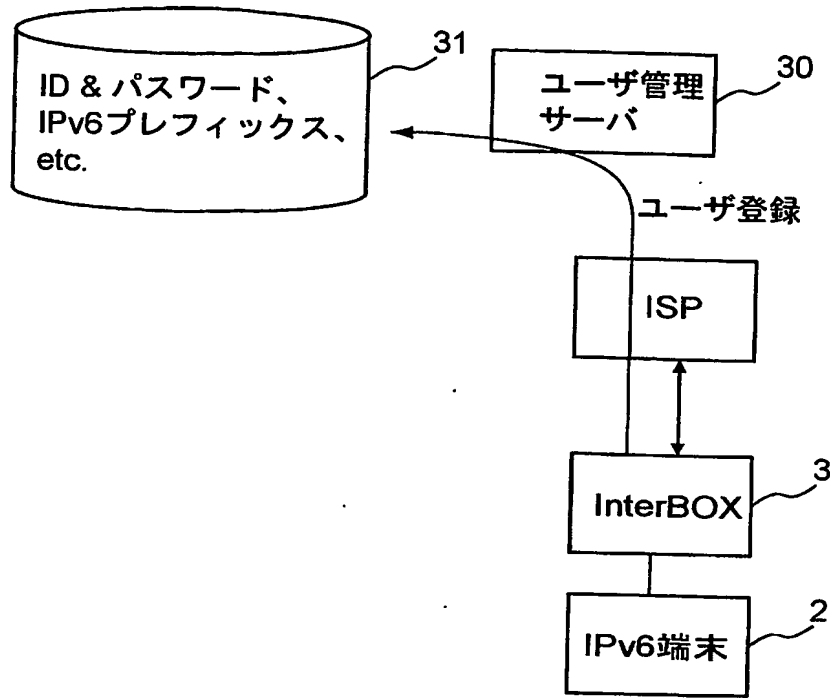 31
ID & パスワード、
IPv6プレフィックス、
etc.
30
ユーザ管理
サーバ
ユーザ登録
ISP
3
InterBOX
2
IPv6端末